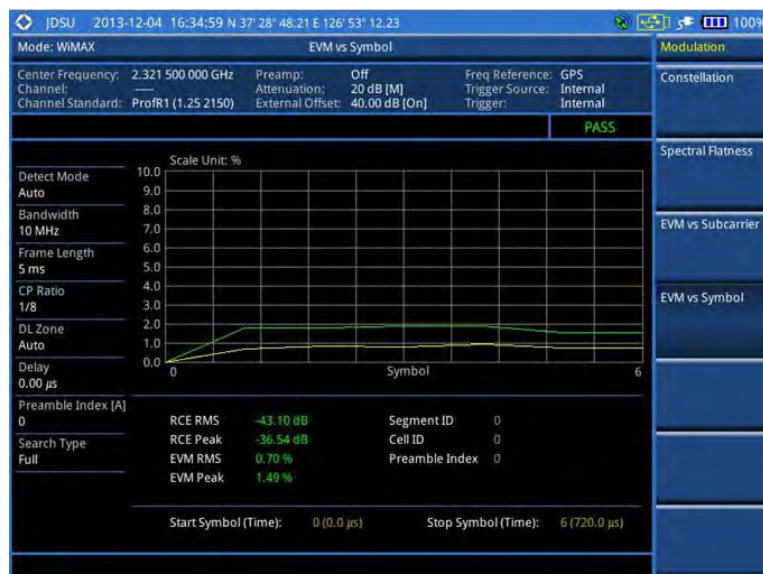 JDSU 2013-12-04 16:34:59 N 37' 28" 48.21 E 126' 53" 12.23 100%
Mode: WiMAX EVM vs Symbol Modulation
Center Frequency: 2.321 500 000 GHz Preamp: Off Freq Reference: GPS
Channel: ---- Attenuation: 20 dB [M] Trigger Source: Internal
Channel Standard: ProfR1 (1.25 2150) External Offset: 40.00 dB [On] Trigger: Internal
Constellation
PASS
Spectral Flatness
Scale Unit: %
Detect Mode
Auto
Bandwidth
10 MHz
Frame Length
5 ms
CP Ratio
1/8
DL Zone
Auto
Delay
0.00 µs
Preamble Index [A]
0
Search Type
Full
10.0
9.0
8.0
7.0
6.0
5.0
4.0
3.0
2.0
1.0
0.0
0 Symbol 6
EVM vs Subcarrier
EVM vs Symbol
RCE RMS -43.10 dB Segment ID 0
RCE Peak -36.54 dB Cell ID 0
EVM RMS 0.70 % Preamble Index 0
EVM Peak 1.49 %
Start Symbol (Time): 0 (0.0 µs) Stop Symbol (Time): 6 (720.0 µs)